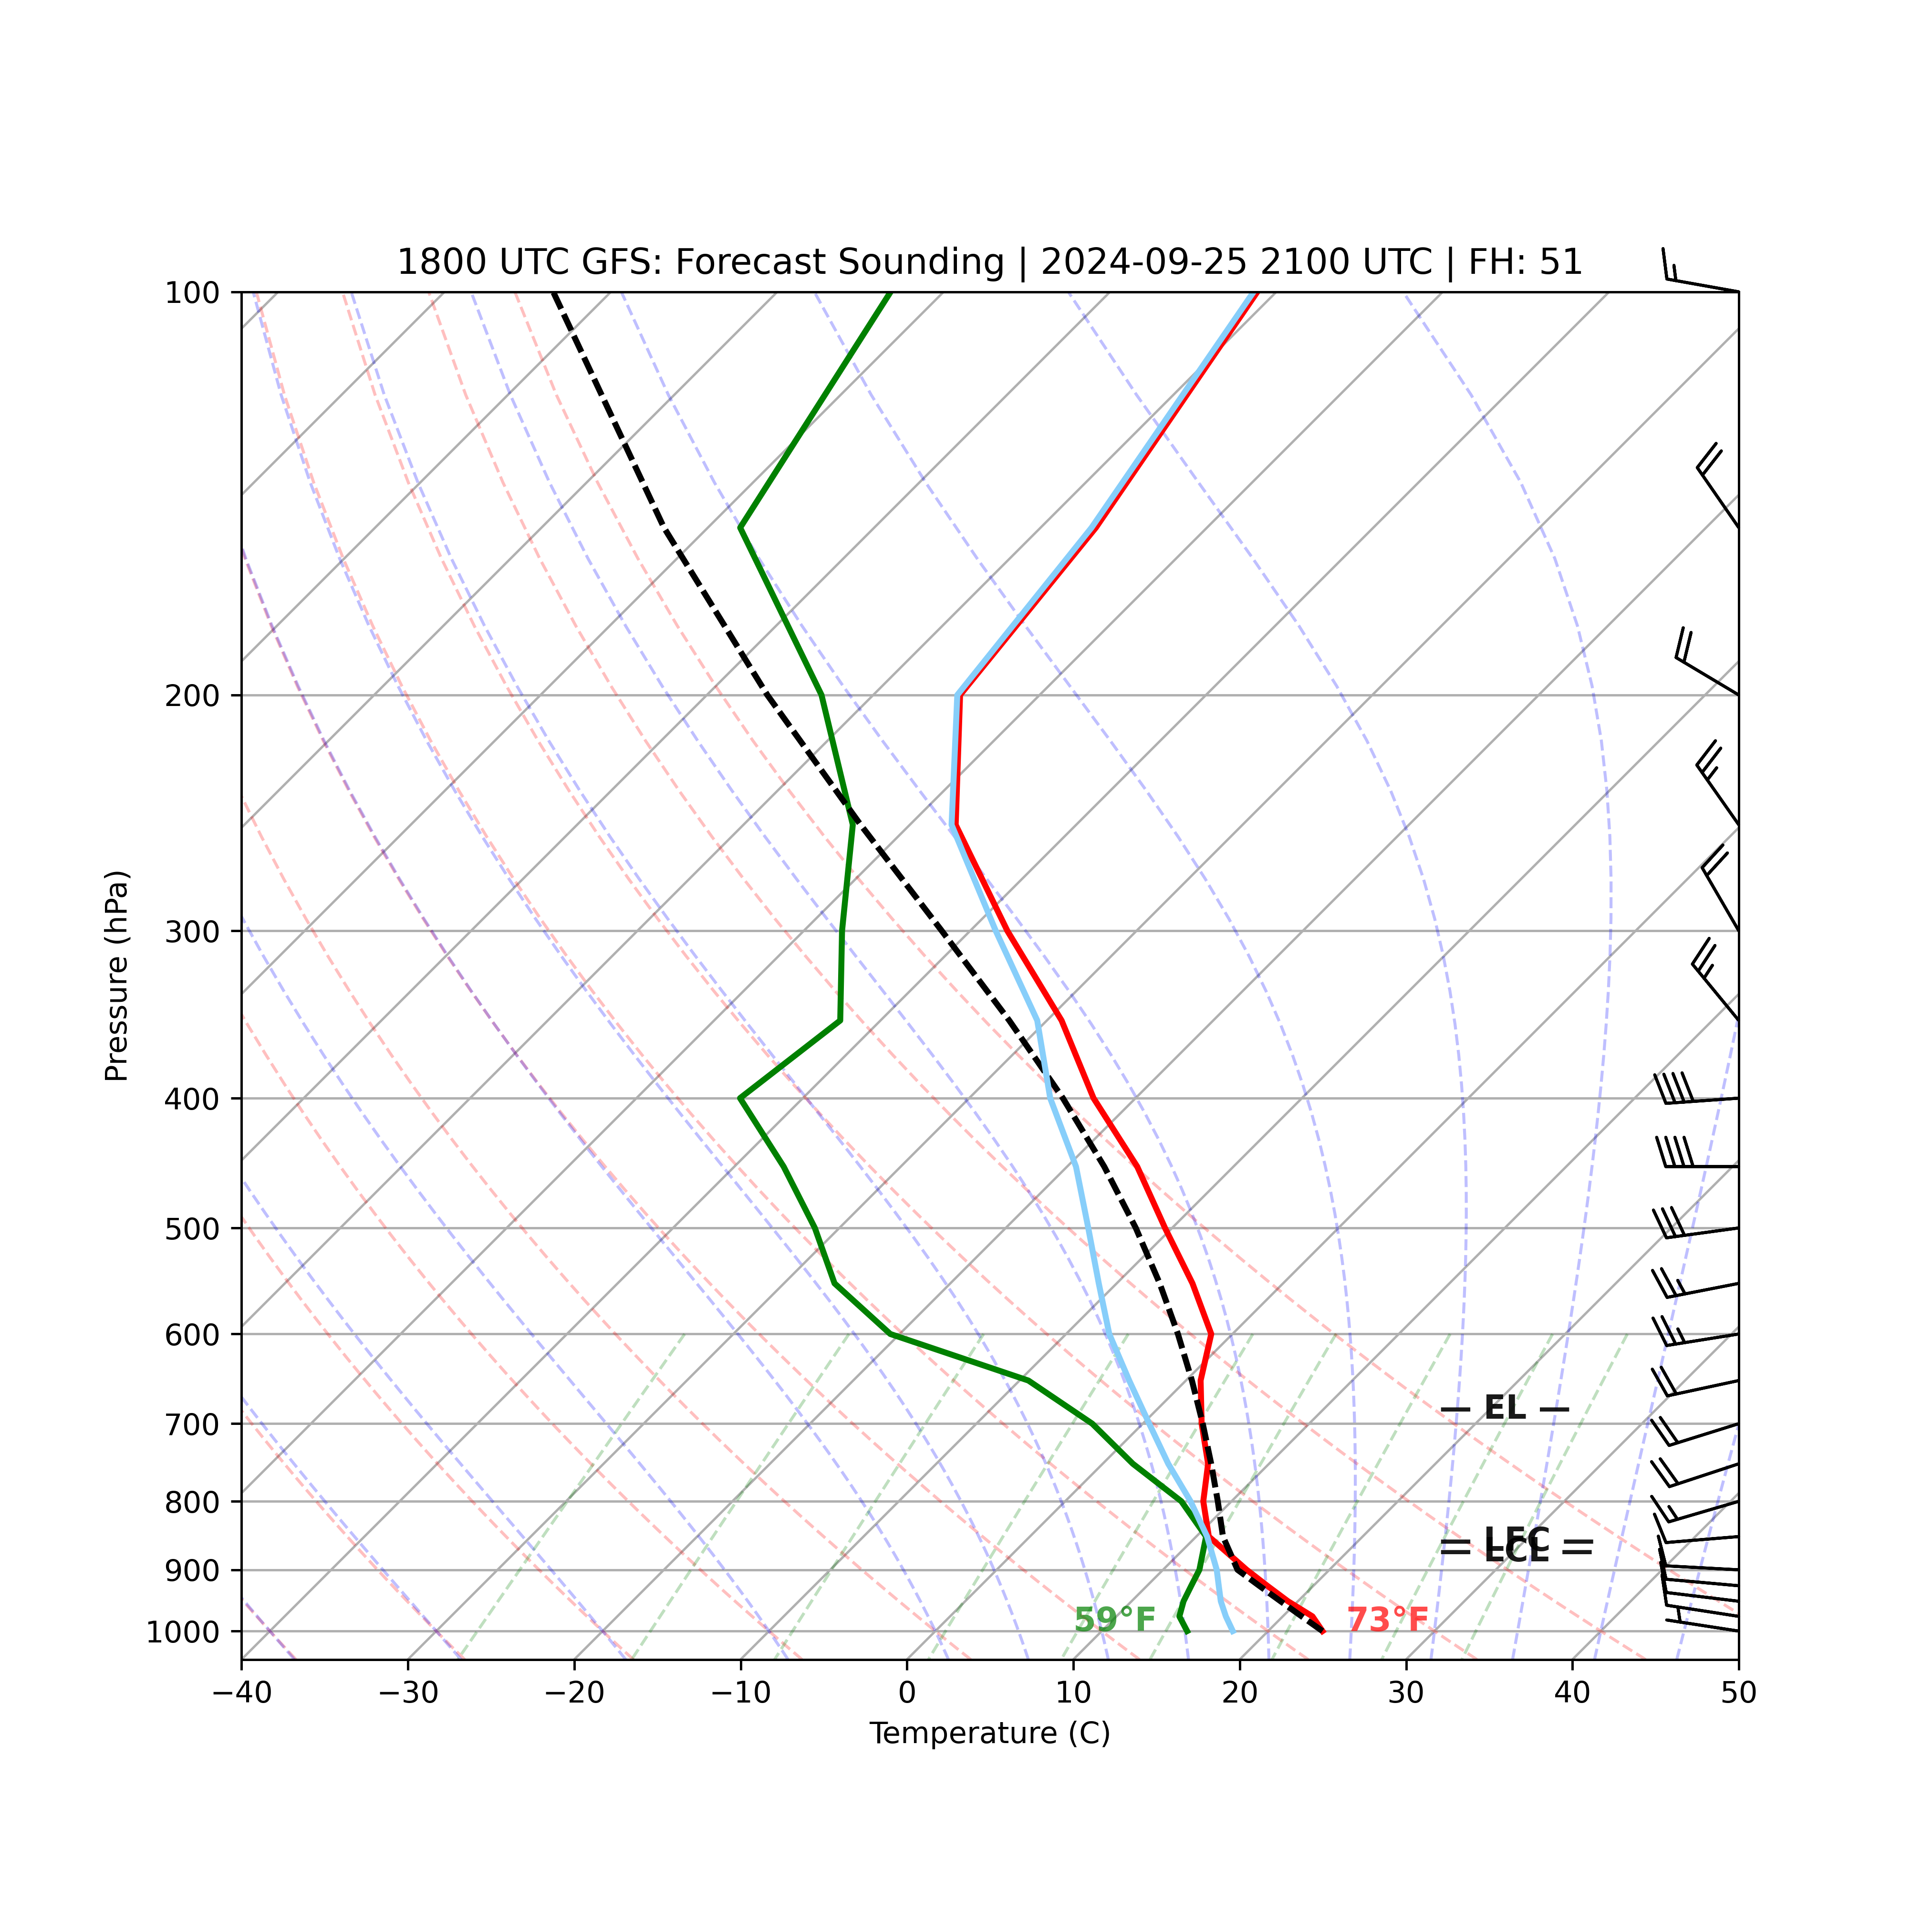 1800 UTC GFS: Forecast Sounding | 2024-09-25 2100 UTC | FH: 51
100
200
300
400
500
600
700
800
900
1000
Pressure (hPa)
— EL —
= LFC =
= LCL =
59°F
73°F
−40 −30 −20 −10 0 10 20 30 40 50
Temperature (C)